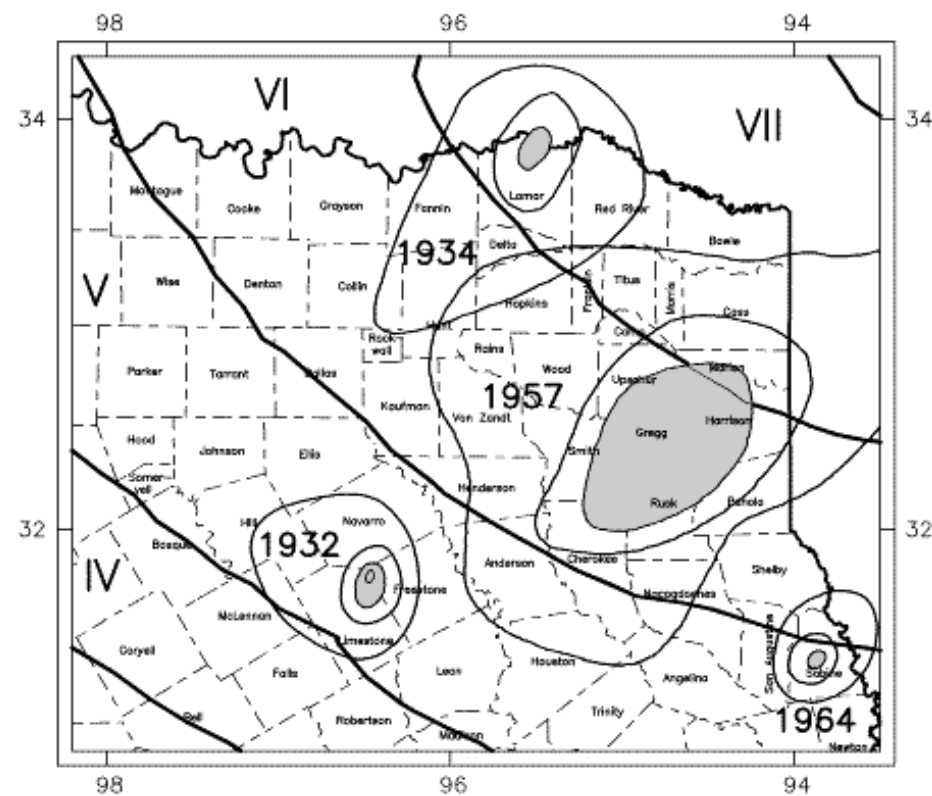 98 96 94
VI
34 VII 34
Montague Cooke Grayson Fannin Lamar Red River
Bowie
1934 Delta
V Wise Denton Collin Hopkins Franklin Titus Morris Cass
Hunt Camp
Rock
wall
Rains
Parker Tarrant Dallas Wood Upshur Marion
1957
Kaufman Van Zandt Harrison
Hood Johnson Ellis Smith Gregg
Somer
vell
Henderson Rusk Panola
32 Hill Navarro 32
1932
Bosque Anderson Cherokee Shelby
IV
Freestone Nacogdoches
McLennan Limestone
Coryell Falls Leon Houston Angelina San Augustine Sabine
Bell Robertson Trinity 1964
Madison Newton
98 96 94